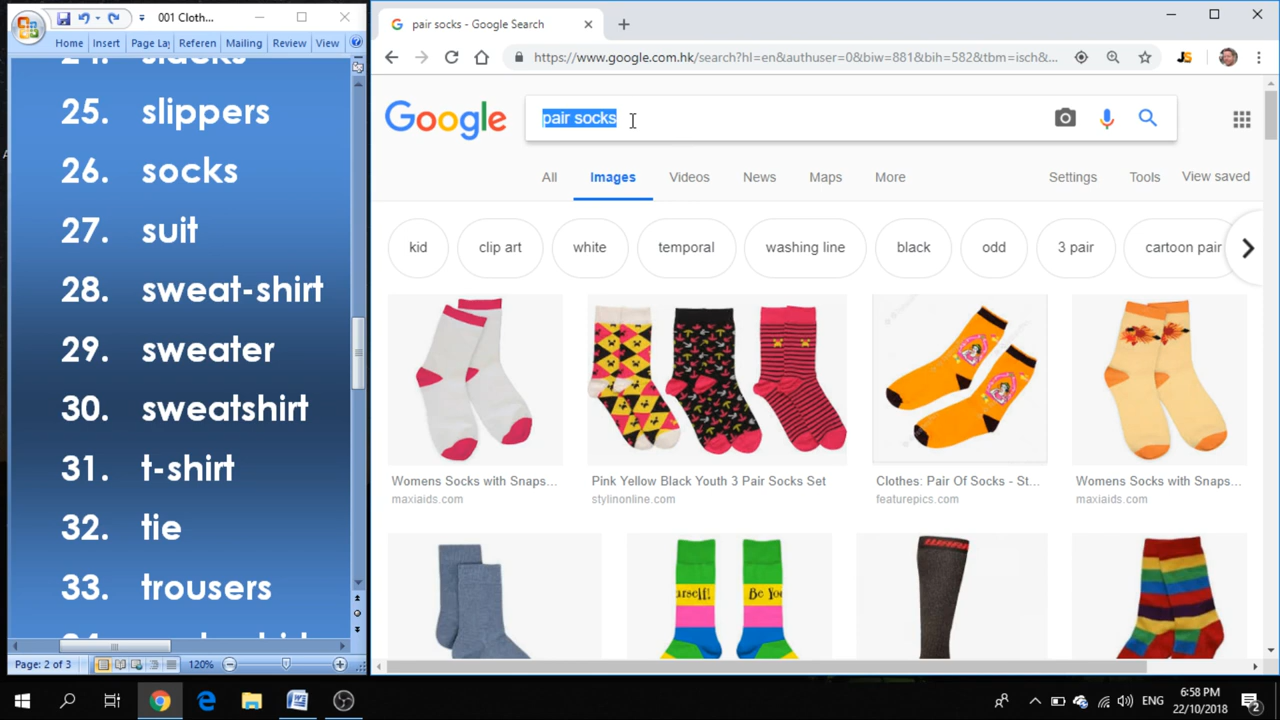 001 Cloth...
Home Insert Page Lay Referen Mailing Review View
24. slacks
25. slippers
26. socks
27. suit
28. sweat-shirt
29. sweater
30. sweatshirt
31. t-shirt
32. tie
33. trousers
Page: 2 of 3 120%
pair socks - Google Search
https://www.google.com.hk/search?hl=en&authuser=0&biw=881&bih=582&tbm=isch&...
JS
Google
pair socks
All Images Videos News Maps More Settings Tools View saved
kid clip art white temporal washing line black odd 3 pair cartoon pair
Womens Socks with Snaps...
maxiaids.com
Pink Yellow Black Youth 3 Pair Socks Set
stylinonline.com
Clothes: Pair Of Socks - St...
featurepics.com
Womens Socks with Snaps...
maxiaids.com
urself!
Be You
ENG
6:58 PM
22/10/2018
2